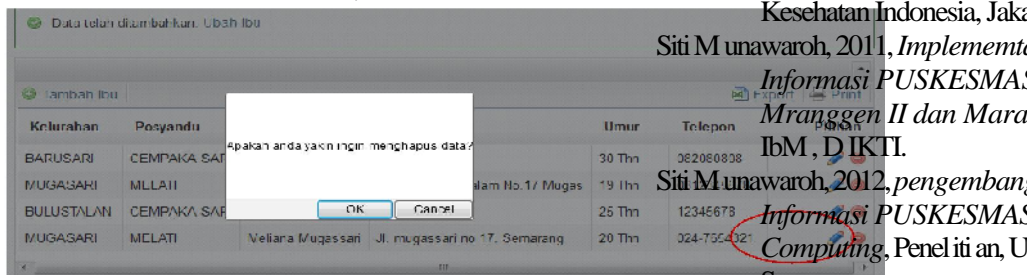 Data telah ditambahkan. Ubah Ibu
Tambah Ibu
Export Print
Kelurahan Posyandu Umur Telepon Pilihan
Apakah anda yakin ingin menghapus data?
OK Cancel
BARUSARI CEMPAKA SAR 30 Thn 082080808
MUGASARI MELATI alam No.17 Mugas 19 Thn
BULUSTALAN CEMPAKA SAR 25 Thn 12345678
MUGASARI MELATI Meliana Mugassari Jl. mugassari no 17, Semarang 20 Thn 024-7654321
Kesehatan Indonesia, Jaka
Siti Munawaroh, 2011, Implememta
Informasi PUSKESMAS
Mranggen II dan Mara
IbM, DIKTI.
Siti Munawaroh, 2012, pengembang
Informasi PUSKESMAS
Computing, Penelitian, U